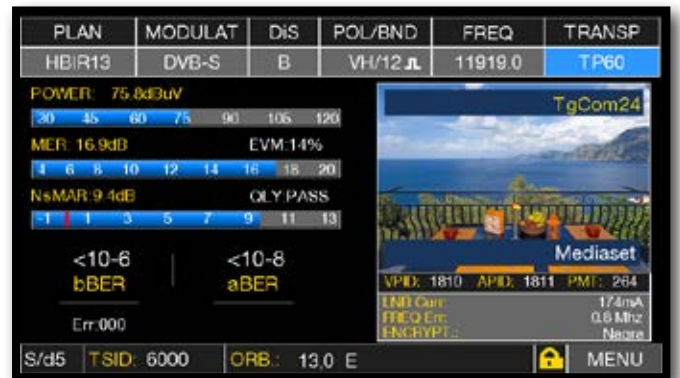 PLAN MODULAT DiS POL/BND FREQ TRANSP
HBIR13 DVB-S B VH/12 11919.0 TP60
POWER: 75.8dBuV
30 45 60 75 90 105 120
TgCom24
MER: 16.9dB EVM:14%
4 6 8 10 12 14 16 18 20
NsMAR:9.4dB QLY:PASS
-1 1 3 5 7 9 11 13
Mediaset
<10-6 <10-8
bBER aBER
VPID: 1810 APID: 1811 PMT: 264
LNB Curr: 174mA
FREQ Err: 0.6 Mhz
ENCRYPT.: Nagra
Err:000
S/d5 TSID: 6000 ORB.: 13,0 E MENU